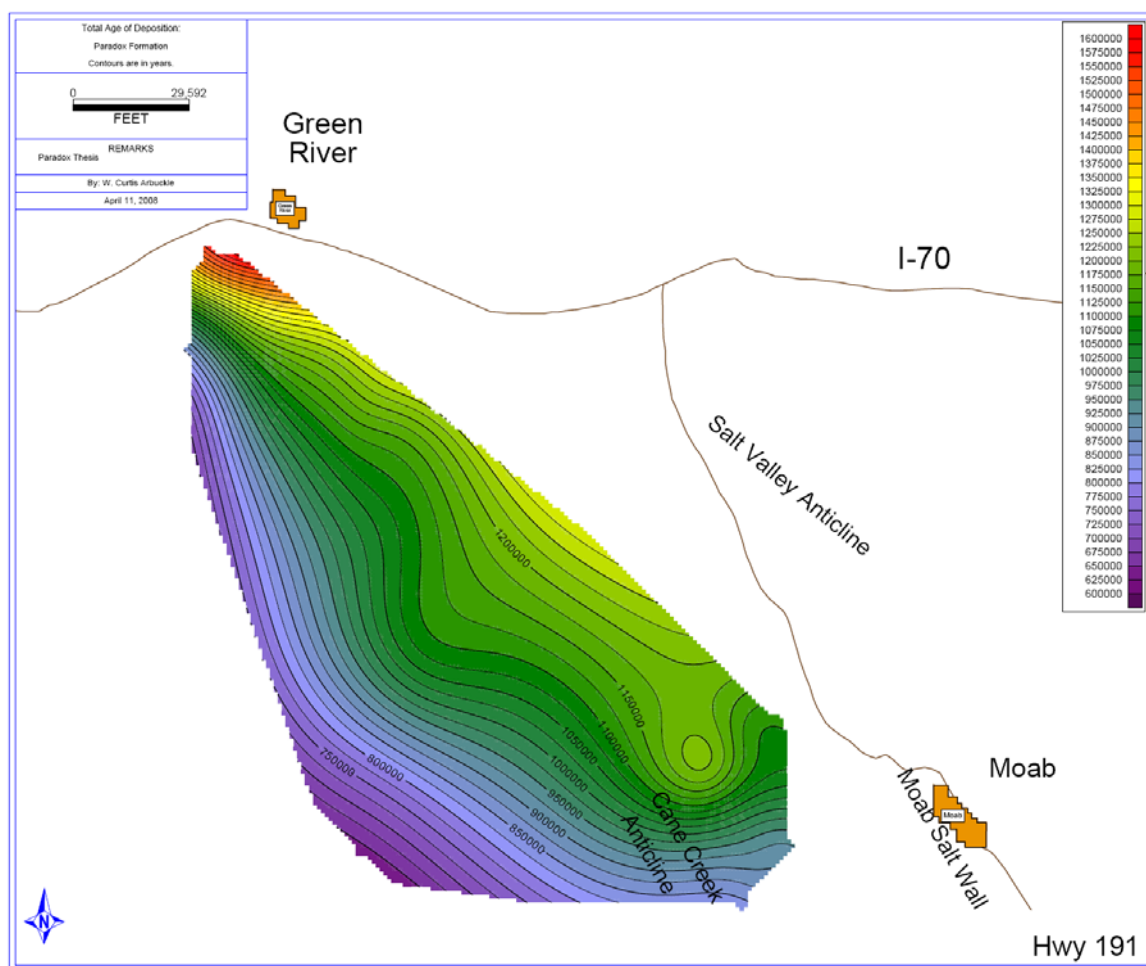 Total Age of Deposition:
Paradox Formation
Contours are in years.
0 29,592
FEET
REMARKS
Paradox Thesis
By: W. Curtis Arbuckle
April 11, 2008
Green
River
Green
River
I-70
Salt Valley Anticline
1200000
1150000
1100000
1050000
1000000
950000
900000
850000
800000
750000
Cane Creek
Anticline
Moab
Moab
Moab Salt Wall
Hwy 191
N
1600000
1575000
1550000
1500000
1475000
1450000
1425000
1400000
1375000
1350000
1300000
1275000
1250000
1225000
1200000
1175000
1150000
1125000
1100000
1075000
1050000
1025000
1000000
975000
950000
925000
900000
875000
850000
825000
800000
775000
750000
725000
700000
675000
650000
625000
600000